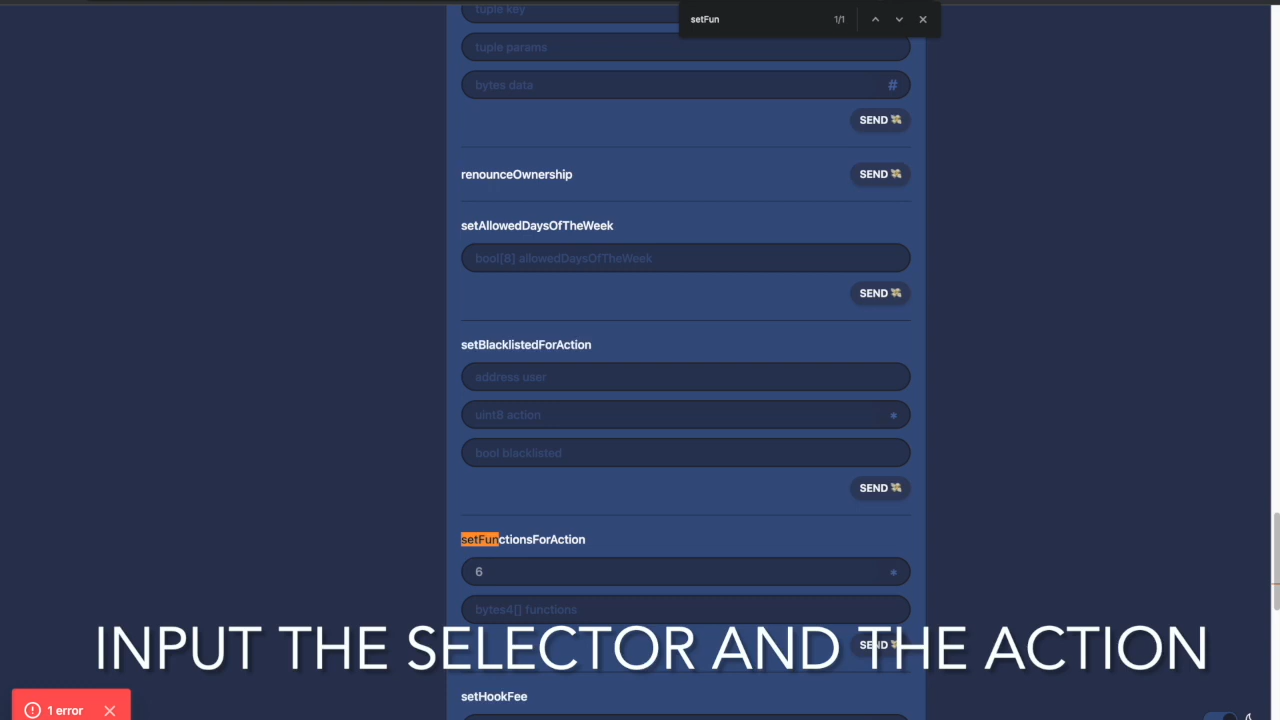 setFun
1/1
tuple key
tuple params
bytes data
#
SEND
renounceOwnership
SEND
setAllowedDaysOfTheWeek
bool[8] allowedDaysOfTheWeek
SEND
setBlacklistedForAction
address user
uint8 action
*
bool blacklisted
SEND
setFunctionsForAction
6
*
bytes4[] functions
SEND
INPUT THE SELECTOR AND THE ACTION
setHookFee
1 error